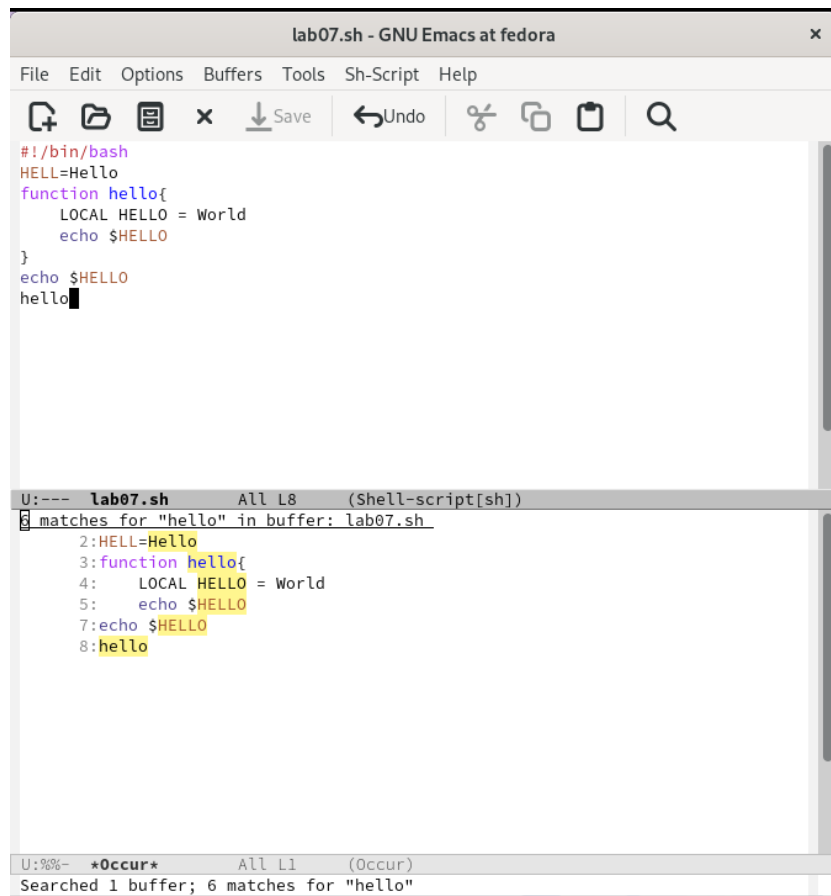 lab07.sh - GNU Emacs at fedora ×
File Edit Options Buffers Tools Sh-Script Help
Save Undo
#!/bin/bash
HELL=Hello
function hello{
    LOCAL HELLO = World
    echo $HELLO
}
echo $HELLO
hello
U:--- lab07.sh All L8 (Shell-script[sh])
6 matches for "hello" in buffer: lab07.sh
2:HELL=Hello
3:function hello{
4:    LOCAL HELLO = World
5:    echo $HELLO
7:echo $HELLO
8:hello
U:%%- *Occur* All L1 (Occur)
Searched 1 buffer; 6 matches for "hello"